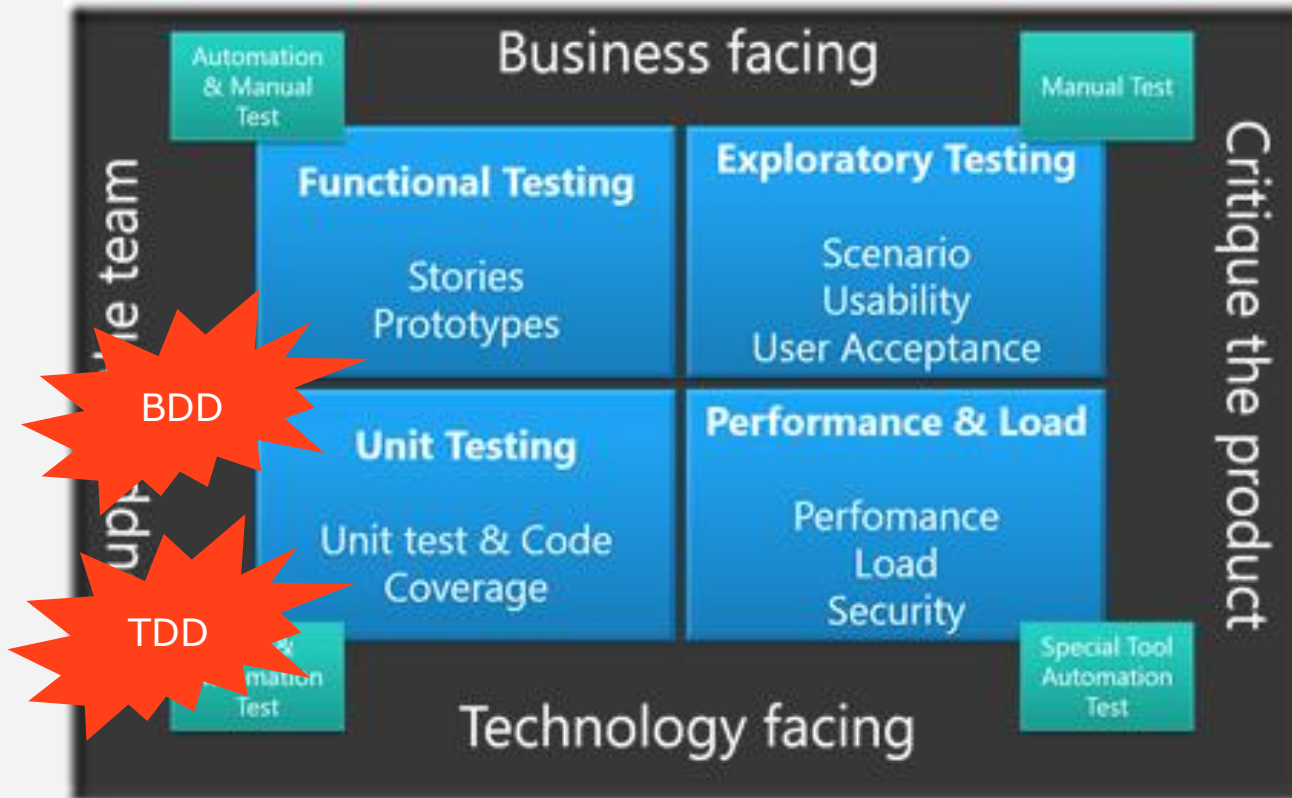 Business facing
Automation
& Manual
Test
Manual Test
Functional Testing
Stories
Prototypes
Exploratory Testing
Scenario
Usability
User Acceptance
team
Critique the product
BDD
Unit Testing
Unit test & Code
Coverage
Performance & Load
Perfomance
Load
Security
TDD
&
Test
Special Tool
Automation
Test
Technology facing